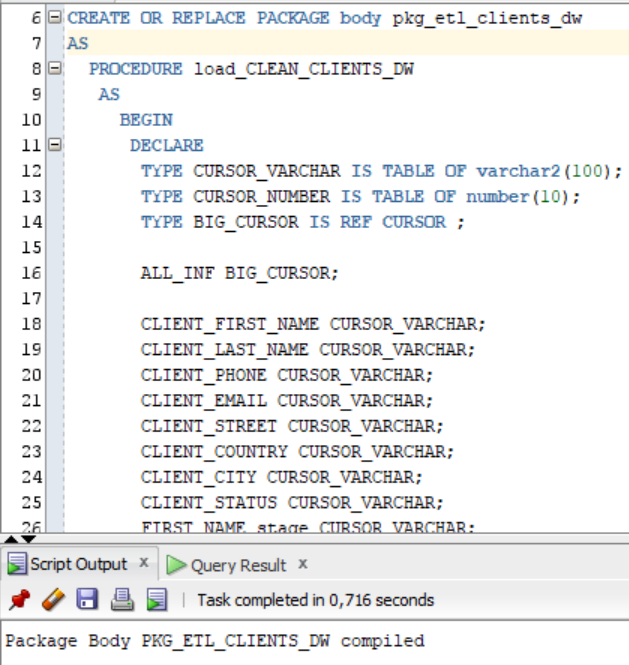 6 CREATE OR REPLACE PACKAGE body pkg_etl_clients_dw
7 AS
8 PROCEDURE load_CLEAN_CLIENTS_DW
9 AS
10 BEGIN
11 DECLARE
12 TYPE CURSOR_VARCHAR IS TABLE OF varchar2(100);
13 TYPE CURSOR_NUMBER IS TABLE OF number(10);
14 TYPE BIG_CURSOR IS REF CURSOR ;
15
16 ALL_INF BIG_CURSOR;
17
18 CLIENT_FIRST_NAME CURSOR_VARCHAR;
19 CLIENT_LAST_NAME CURSOR_VARCHAR;
20 CLIENT_PHONE CURSOR_VARCHAR;
21 CLIENT_EMAIL CURSOR_VARCHAR;
22 CLIENT_STREET CURSOR_VARCHAR;
23 CLIENT_COUNTRY CURSOR_VARCHAR;
24 CLIENT_CITY CURSOR_VARCHAR;
25 CLIENT_STATUS CURSOR_VARCHAR;
26 FIRST_NAME_stage CURSOR_VARCHAR;
Script Output x Query Result x
Task completed in 0,716 seconds
Package Body PKG_ETL_CLIENTS_DW compiled